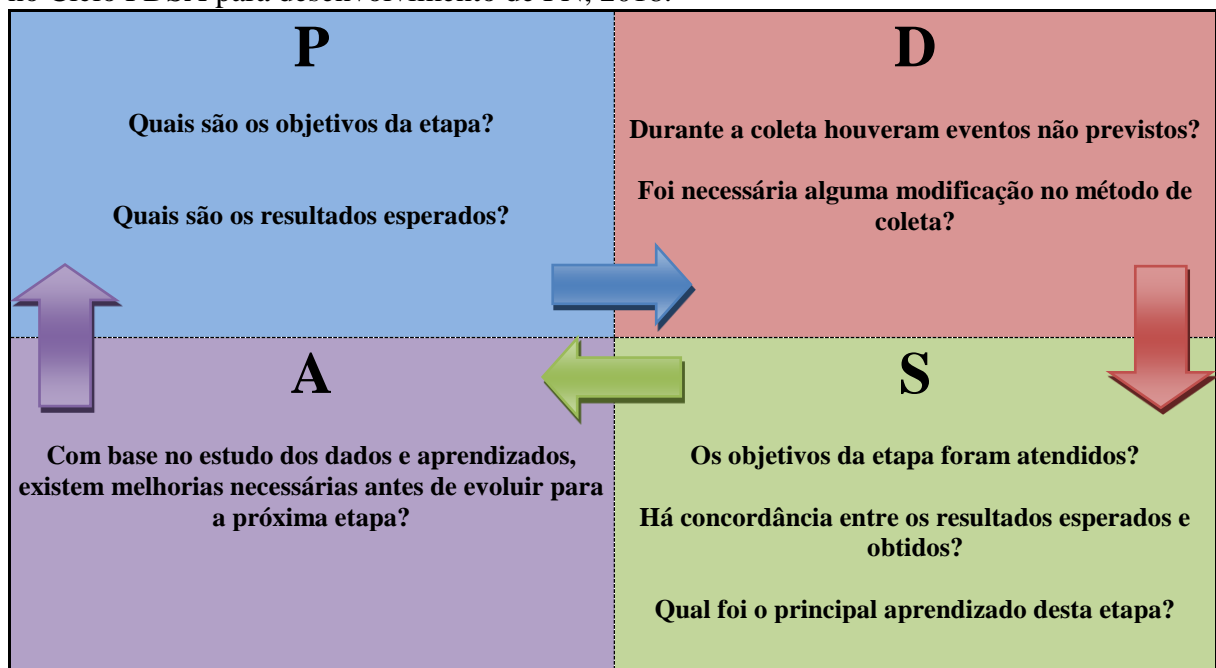 no Ciclo PDSA para desenvolvimento de PN, 2018.
P
Quais são os objetivos da etapa?
Quais são os resultados esperados?
D
Durante a coleta houveram eventos não previstos?
Foi necessária alguma modificação no método de
coleta?
A
Com base no estudo dos dados e aprendizados,
existem melhorias necessárias antes de evoluir para
a próxima etapa?
S
Os objetivos da etapa foram atendidos?
Há concordância entre os resultados esperados e
obtidos?
Qual foi o principal aprendizado desta etapa?